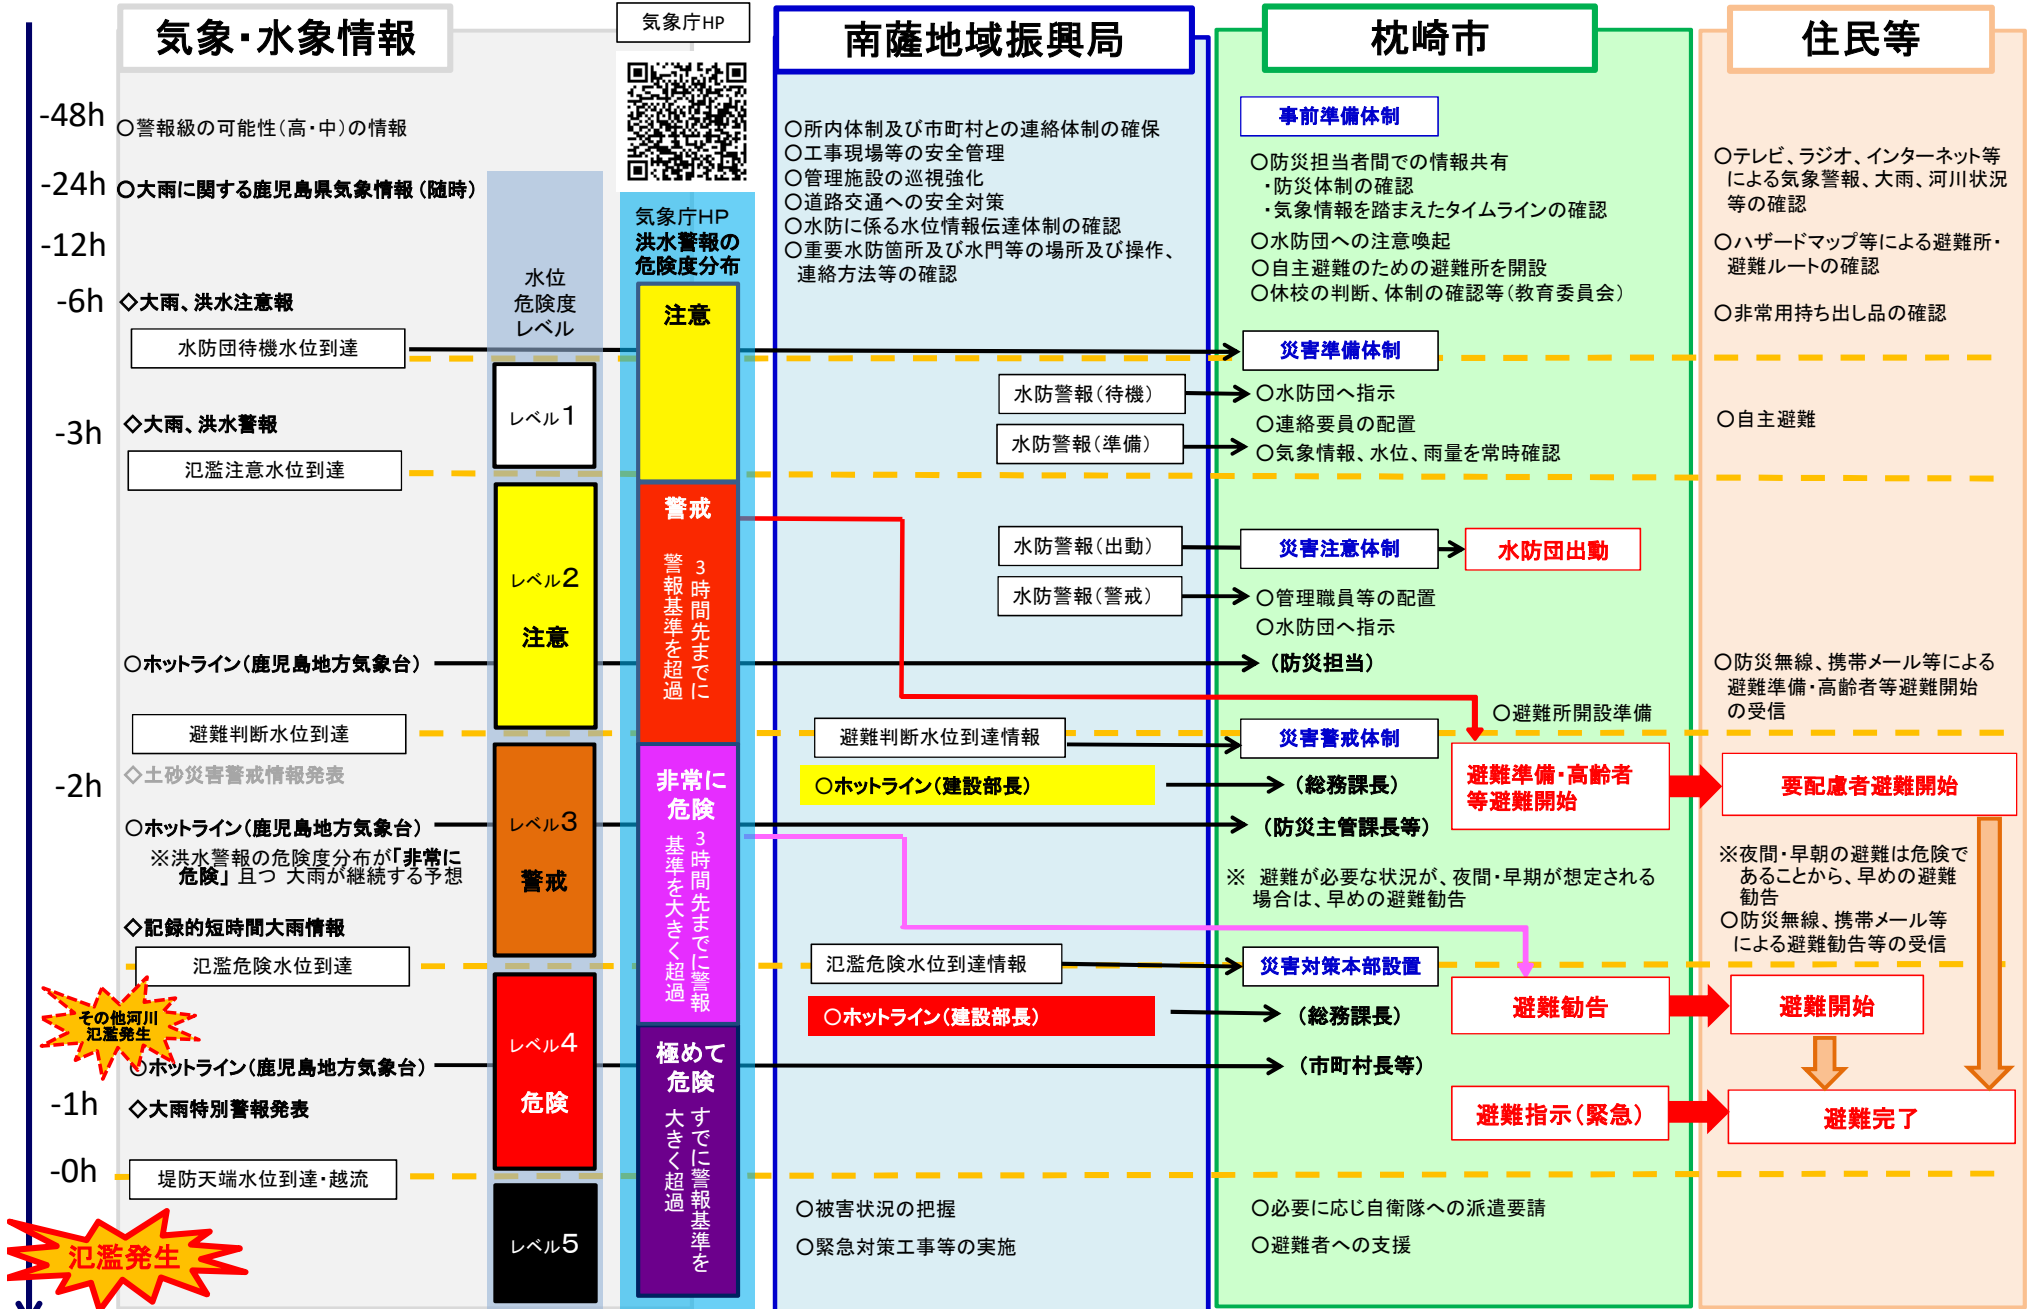 気象・水象情報
気象庁HP
南薩地域振興局
枕崎市
住民等
-48h
-24h
-12h
-6h
-3h
-2h
-1h
-0h
○警報級の可能性(高・中)の情報
○大雨に関する鹿児島県気象情報(随時)
◇大雨、洪水注意報
水防団待機水位到達
◇大雨、洪水警報
氾濫注意水位到達
○ホットライン(鹿児島地方気象台)
避難判断水位到達
◇土砂災害警戒情報発表
○ホットライン(鹿児島地方気象台)
※洪水警報の危険度分布が「非常に
危険」且つ 大雨が継続する予想
◇記録的短時間大雨情報
氾濫危険水位到達
その他河川
氾濫発生
○ホットライン(鹿児島地方気象台)
◇大雨特別警報発表
堤防天端水位到達・越流
氾濫発生
水位
危険度
レベル
レベル1
レベル2
注意
レベル3
警戒
レベル4
危険
レベル5
気象庁HP
洪水警報の
危険度分布
注意
警戒
3時間先までに
警報基準を超過
非常に
危険
3時間先までに警報
基準を大きく超過
極めて
危険
すでに警報基準を
大きく超過
○所内体制及び市町村との連絡体制の確保
○工事現場等の安全管理
○管理施設の巡視強化
○道路交通への安全対策
○水防に係る水位情報伝達体制の確認
○重要水防箇所及び水門等の場所及び操作、
連絡方法等の確認
水防警報(待機)
水防警報(準備)
水防警報(出動)
水防警報(警戒)
避難判断水位到達情報
○ホットライン(建設部長)
氾濫危険水位到達情報
○ホットライン(建設部長)
○被害状況の把握
○緊急対策工事等の実施
事前準備体制
○防災担当者間での情報共有
・防災体制の確認
・気象情報を踏まえたタイムラインの確認
○水防団への注意喚起
○自主避難のための避難所を開設
○休校の判断、体制の確認等(教育委員会)
災害準備体制
○水防団へ指示
○連絡要員の配置
○気象情報、水位、雨量を常時確認
災害注意体制
水防団出動
○管理職員等の配置
○水防団へ指示
(防災担当)
○避難所開設準備
災害警戒体制
避難準備・高齢者
等避難開始
(総務課長)
(防災主管課長等)
※ 避難が必要な状況が、夜間・早期が想定される
場合は、早めの避難勧告
災害対策本部設置
避難勧告
(総務課長)
(市町村長等)
避難指示(緊急)
○必要に応じ自衛隊への派遣要請
○避難者への支援
○テレビ、ラジオ、インターネット等
による気象警報、大雨、河川状況
等の確認
○ハザードマップ等による避難所・
避難ルートの確認
○非常用持ち出し品の確認
○自主避難
○防災無線、携帯メール等による
避難準備・高齢者等避難開始
の受信
要配慮者避難開始
※夜間・早朝の避難は危険で
あることから、早めの避難
勧告
○防災無線、携帯メール等
による避難勧告等の受信
避難開始
避難完了